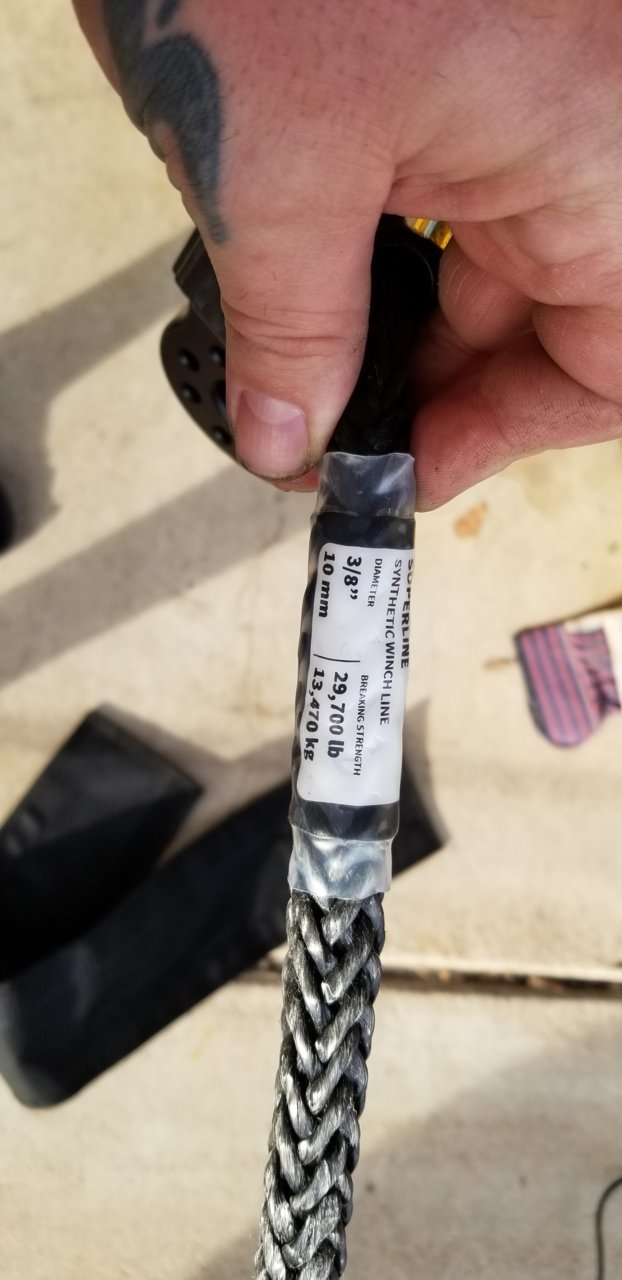 SUPERLINE
SYNTHETIC WINCH LINE
DIAMETER
3/8”
10 mm
BREAKING STRENGTH
29,700 lb
13,470 kg